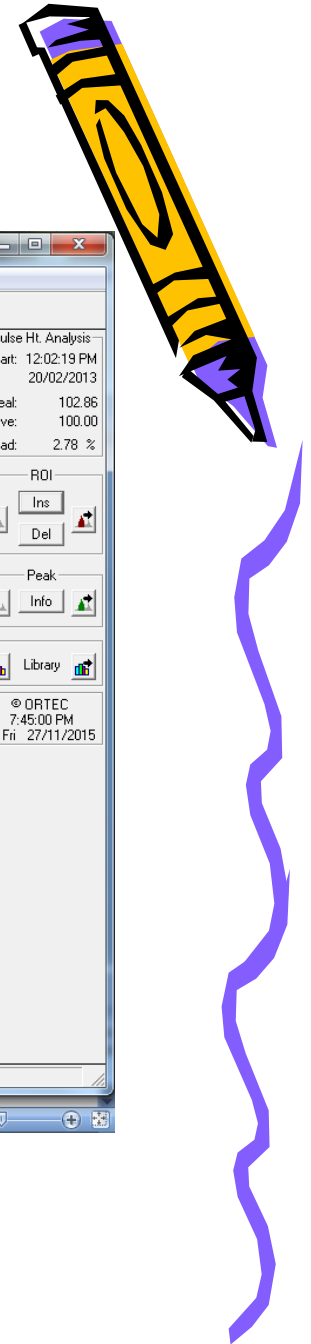 ulse Ht. Analysis
art: 12:02:19 PM
20/02/2013
eal: 102.86
ve: 100.00
ad: 2.78 %
ROI
Ins
Del
Peak
Info
Library
© ORTEC
7:45:00 PM
Fri 27/11/2015